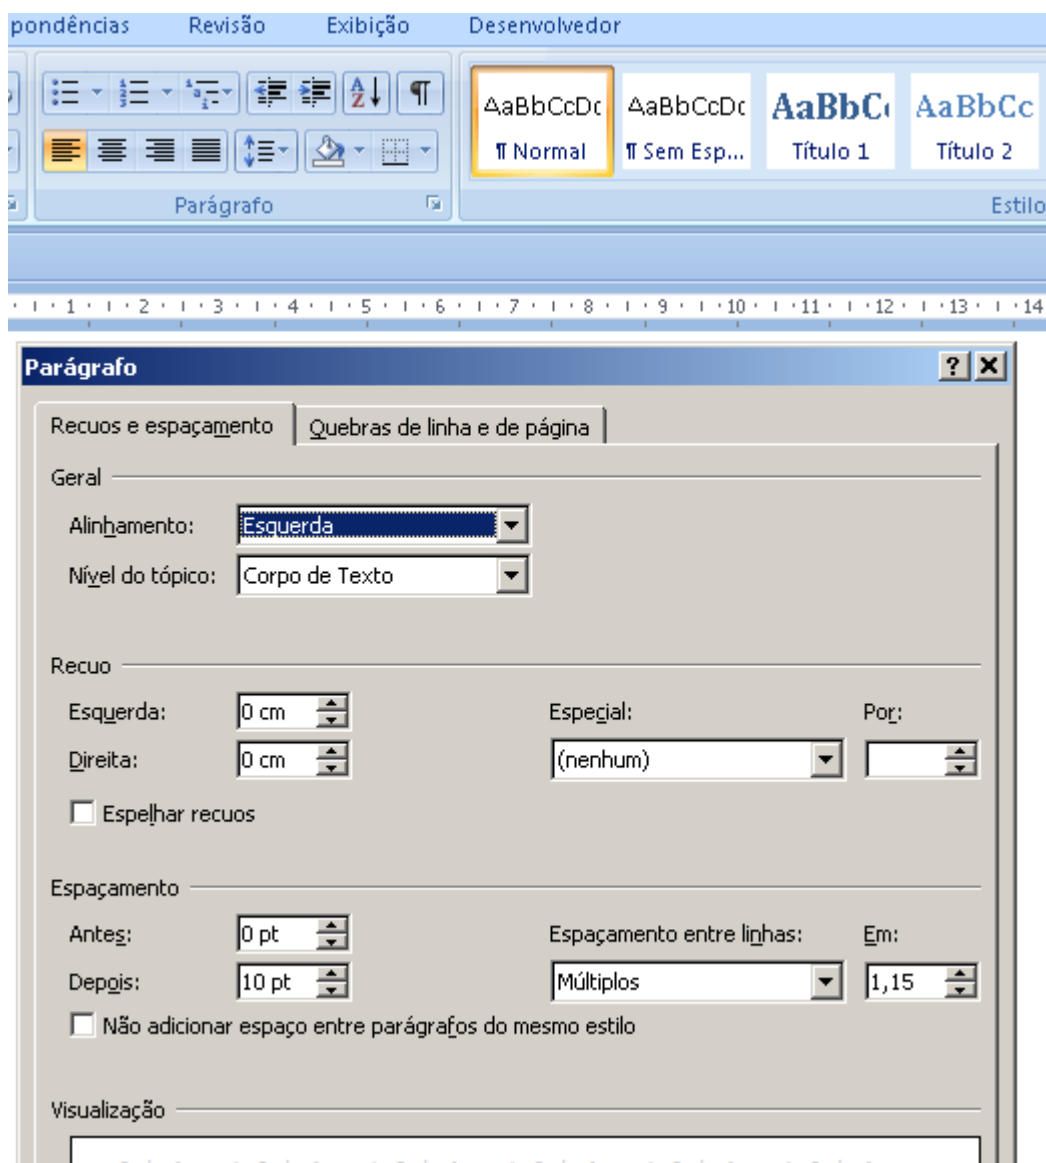 pondências Revisão Exibição Desenvolvedor
AaBbCcDc AaBbCcDc AaBbC AaBbCc
¶ Normal ¶ Sem Esp... Título 1 Título 2
Parágrafo Estilo
1 2 3 4 5 6 7 8 9 10 11 12 13 14
Parágrafo
Recuos e espaçamento Quebras de linha e de página
Geral
Alinhamento: Esquerda
Nível do tópico: Corpo de Texto
Recuo
Esquerda: 0 cm Especial: Por:
Direita: 0 cm (nenhum)
Espelhar recuos
Espaçamento
Antes: 0 pt Espaçamento entre linhas: Em:
Depois: 10 pt Múltiplos 1,15
Não adicionar espaço entre parágrafos do mesmo estilo
Visualização